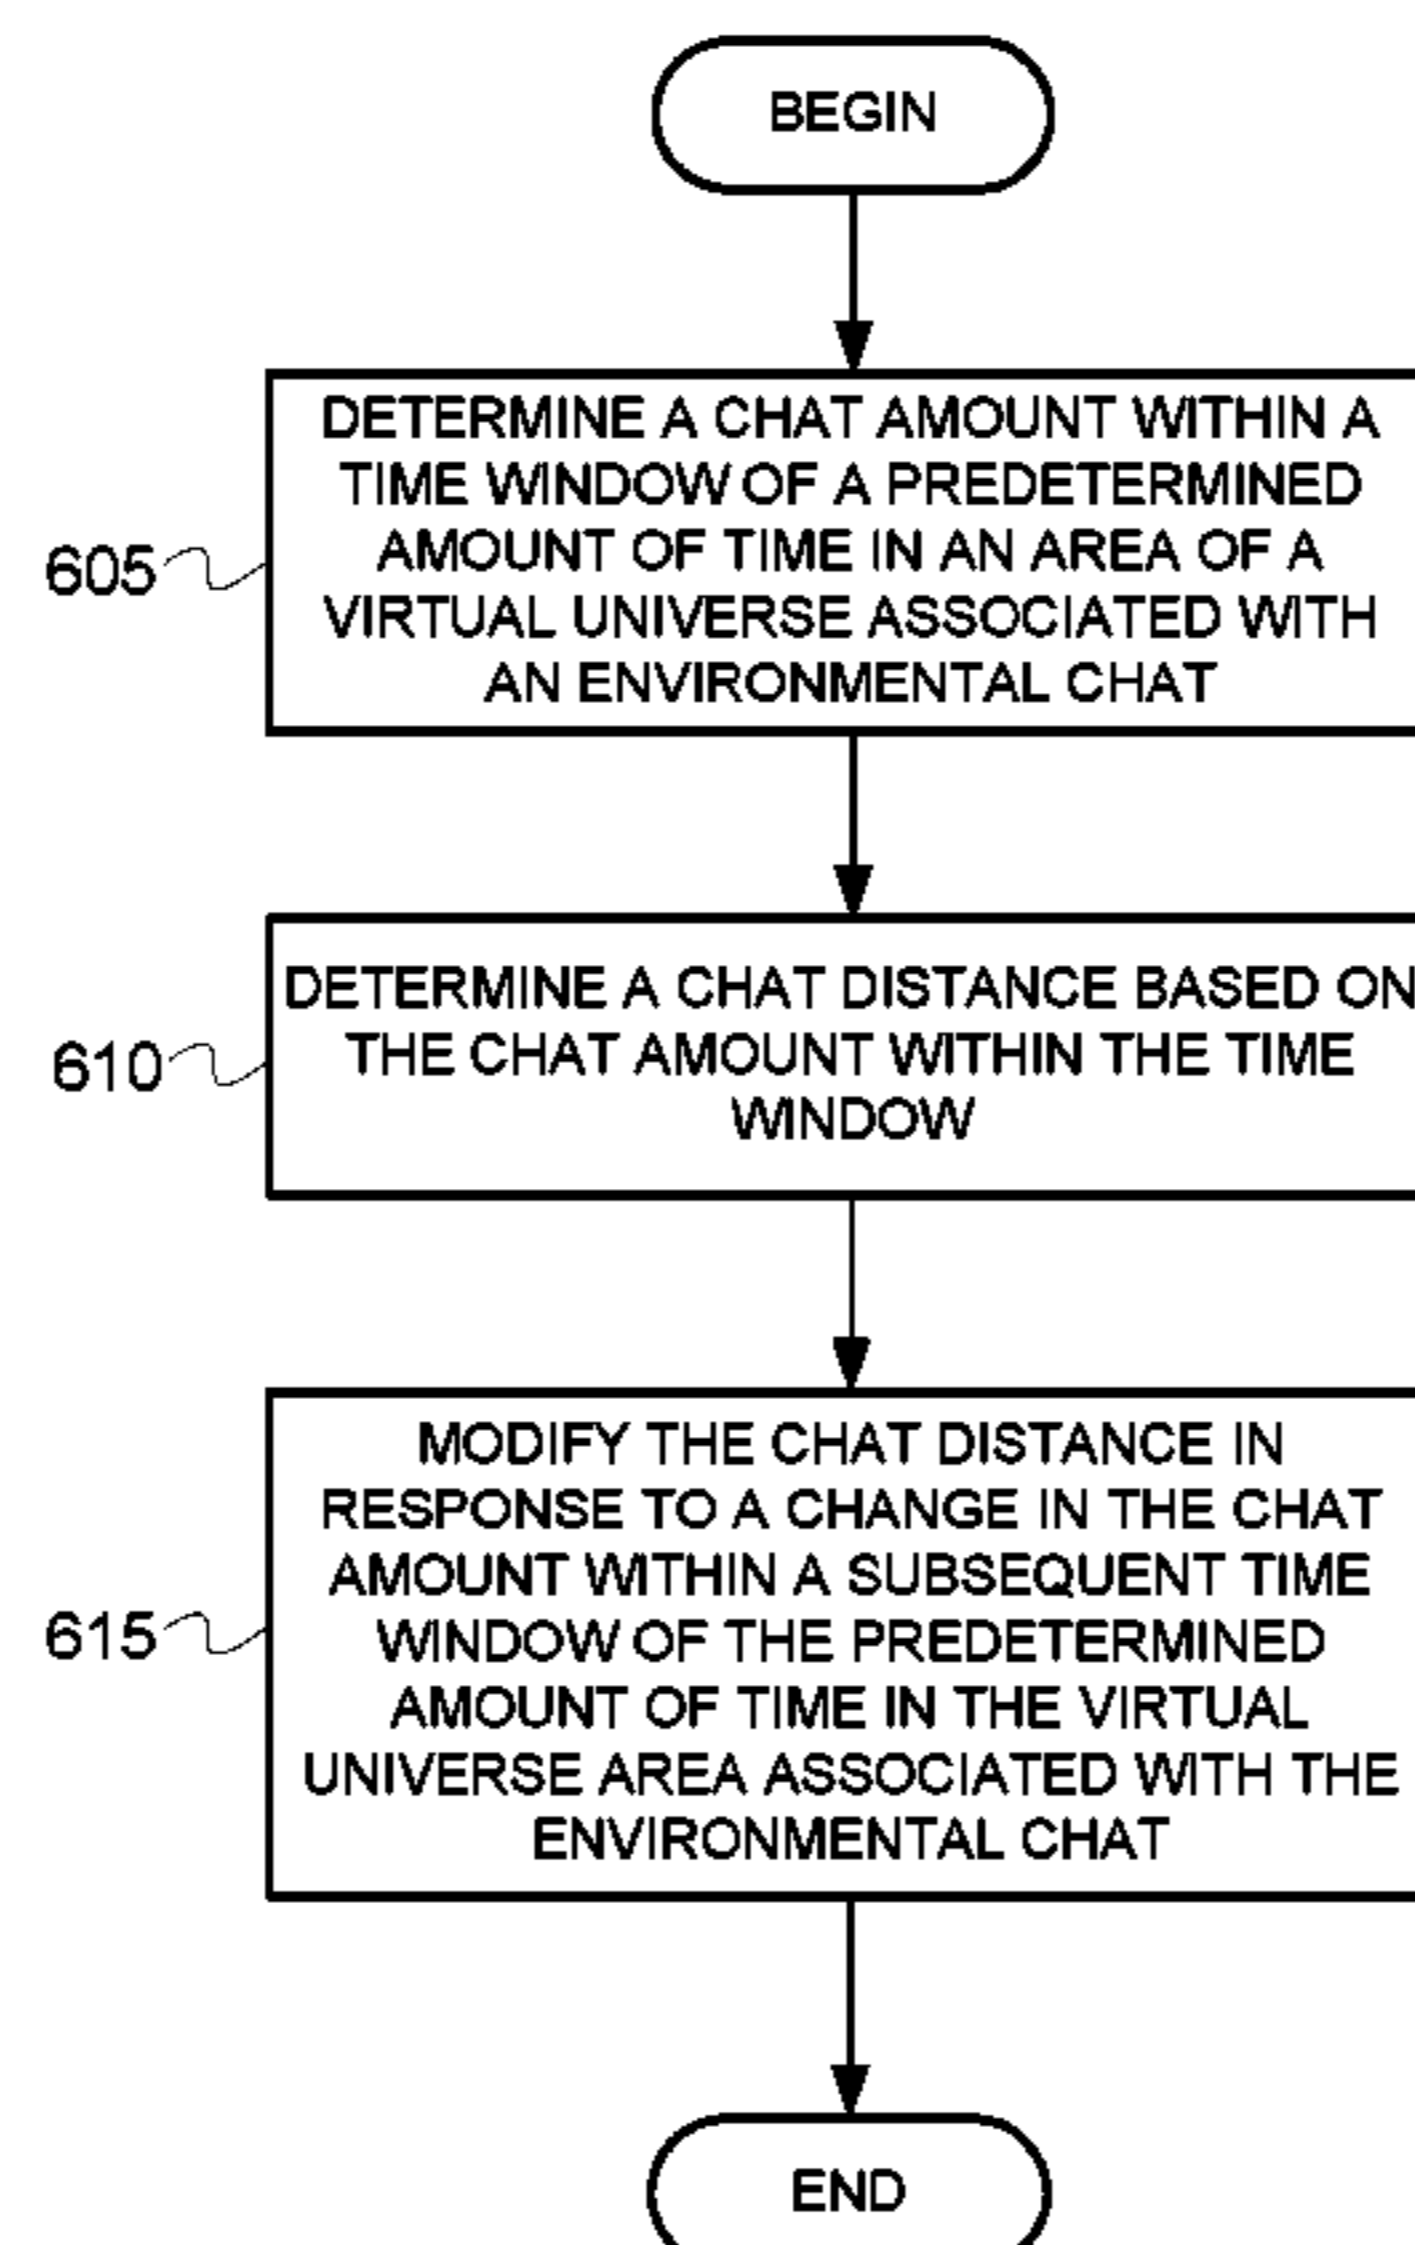 BEGIN
DETERMINE A CHAT AMOUNT WITHIN A
TIME WINDOW OF A PREDETERMINED
AMOUNT OF TIME IN AN AREA OF A
VIRTUAL UNIVERSE ASSOCIATED WITH
AN ENVIRONMENTAL CHAT
605
DETERMINE A CHAT DISTANCE BASED ON
THE CHAT AMOUNT WITHIN THE TIME
WINDOW
610
MODIFY THE CHAT DISTANCE IN
RESPONSE TO A CHANGE IN THE CHAT
AMOUNT WITHIN A SUBSEQUENT TIME
WINDOW OF THE PREDETERMINED
AMOUNT OF TIME IN THE VIRTUAL
UNIVERSE AREA ASSOCIATED WITH THE
ENVIRONMENTAL CHAT
615
END